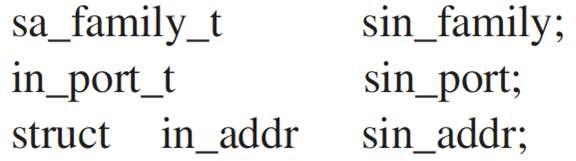 sa_family_t sin_family;
in_port_t sin_port;
struct in_addr sin_addr;